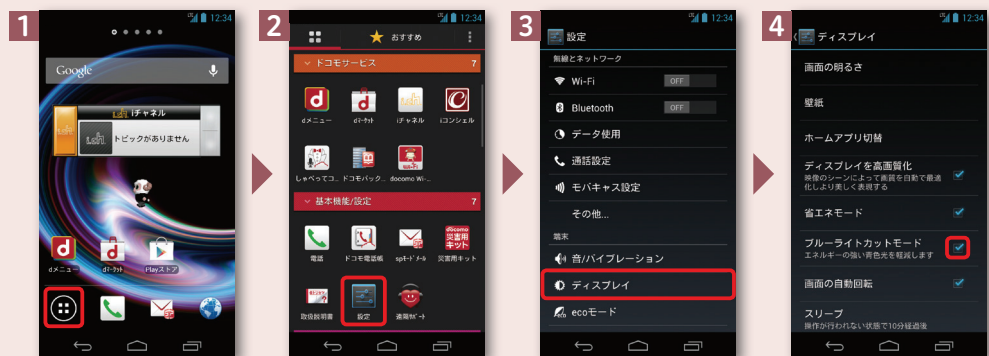 1
12:34
Google
iチャネル
トピックがありません
dメニュー
dマーケット
Playストア
2
12:34
おすすめ
ドコモサービス 7
dメニュー
dマーケット
iチャネル
iコンシェル
しゃべってコ...
ドコモバック...
docomo Wi-...
基本機能/設定 7
電話
ドコモ電話帳
spモードメール
docomo
災害用
キット
災害用キット
取扱説明書
設定
遠隔サポート
3
12:34
設定
無線とネットワーク
Wi-Fi OFF
Bluetooth OFF
データ使用
通話設定
モバキャス設定
その他...
端末
音/バイブレーション
ディスプレイ
ecoモード
4
12:34
ディスプレイ
画面の明るさ
壁紙
ホームアプリ切替
ディスプレイを高画質化
映像のシーンによって画質を自動で最適
化しより美しく表現する
省エネモード
ブルーライトカットモード
エネルギーの強い青色光を軽減します
画面の自動回転
スリープ
操作が行われない状態で10分経過後